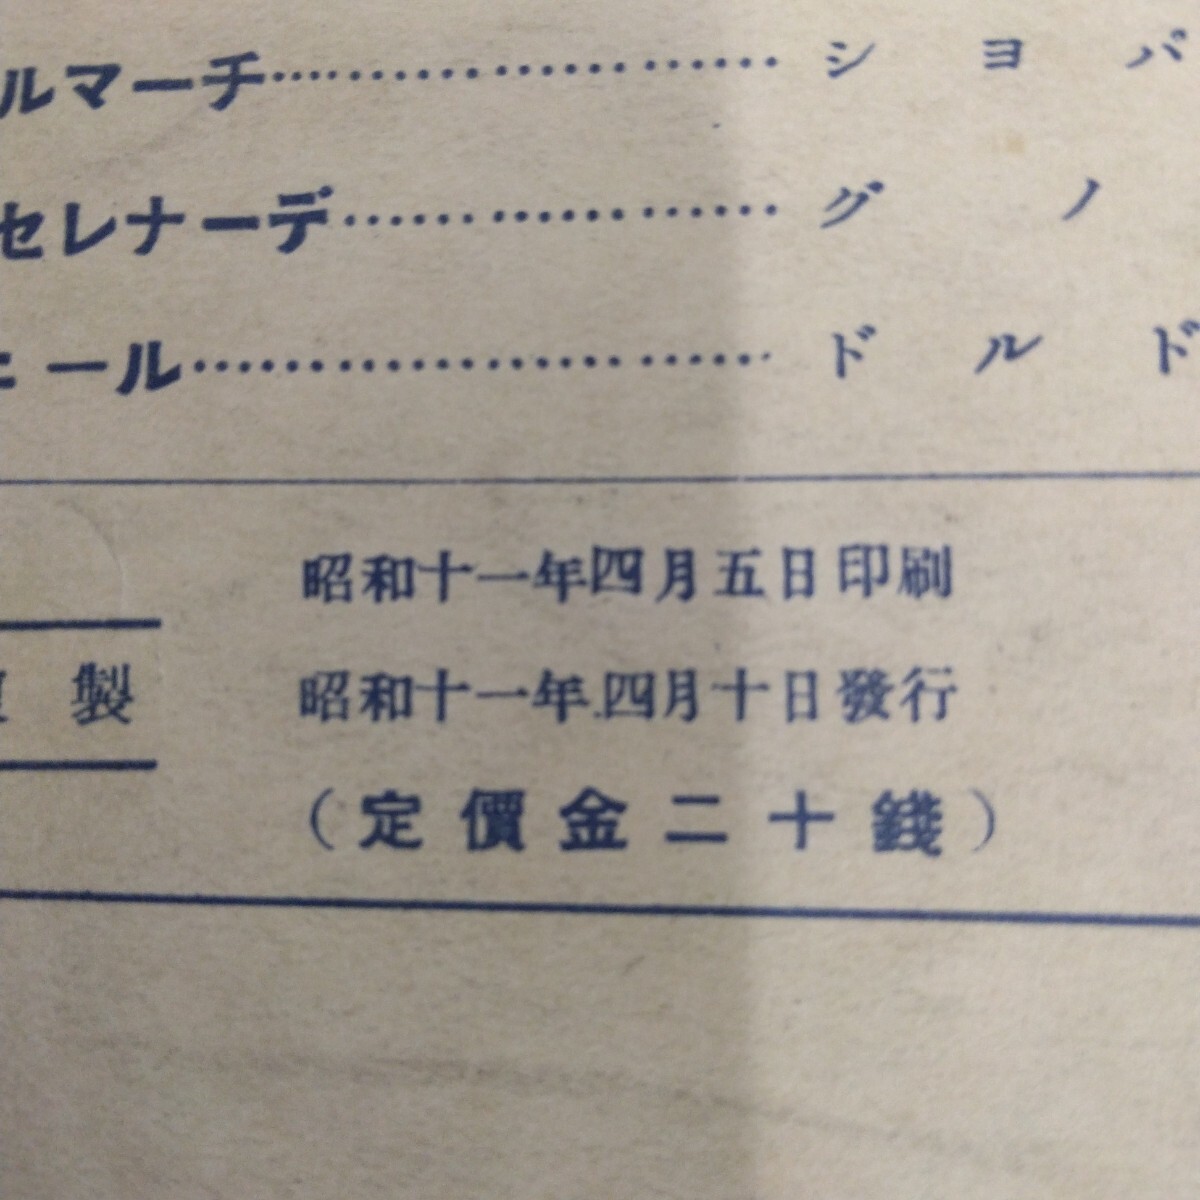 ルマーチ……………………ショパ
セレナーデ………………グノ
ニール……………………ドルド
昭和十一年四月五日印刷
製
昭和十一年四月十日發行
（定價金二十錢）